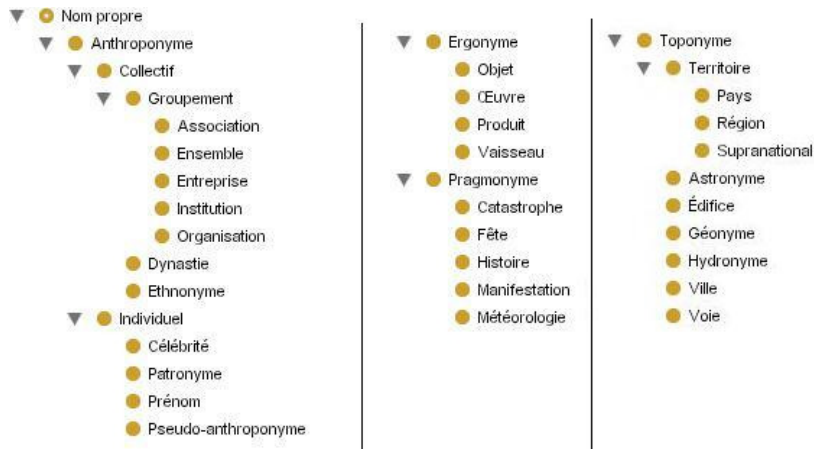 Nom propre
Anthroponyme
Collectif
Groupement
Association
Ensemble
Entreprise
Institution
Organisation
Dynastie
Ethnonyme
Individuel
Célébrité
Patronyme
Prénom
Pseudo-anthroponyme
Ergonyme
Objet
Œuvre
Produit
Vaisseau
Pragmonyme
Catastrophe
Fête
Histoire
Manifestation
Météorologie
Toponyme
Territoire
Pays
Région
Supranational
Astronyme
Édifice
Géonyme
Hydronyme
Ville
Voie